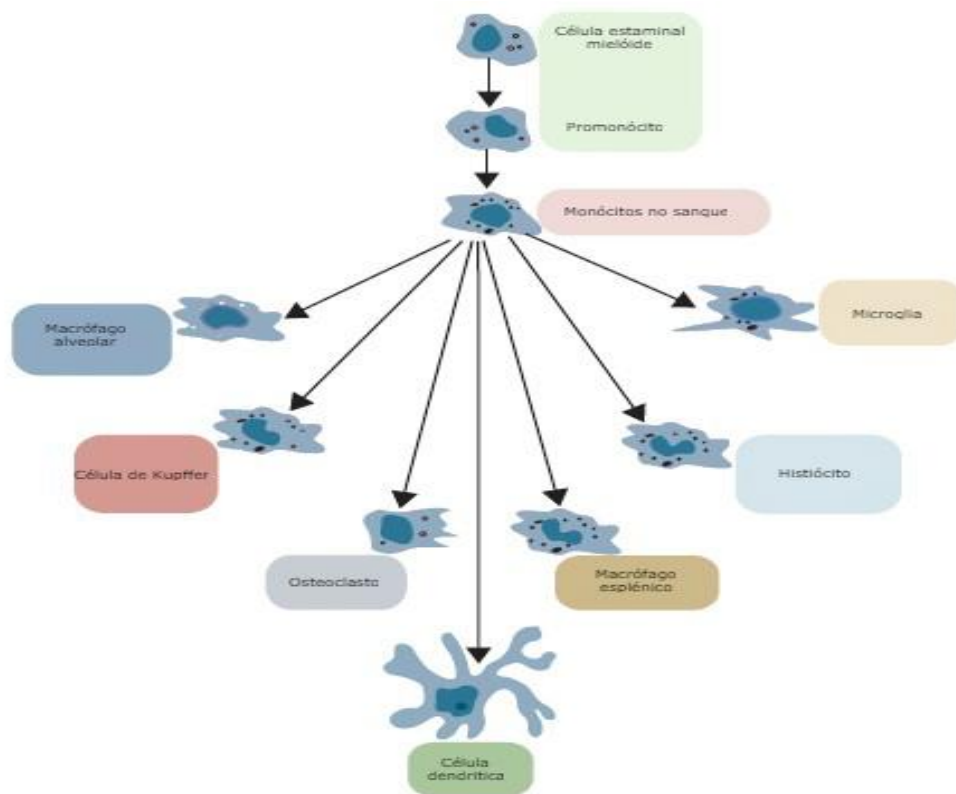 Célula estaminal
mielóide
Promonócito
Monócitos no sangue
Macrófago
alveolar
Microglia
Célula de Kupffer
Histiócito
Osteoclasto
Macrófago
esplénico
Célula
dendrítica